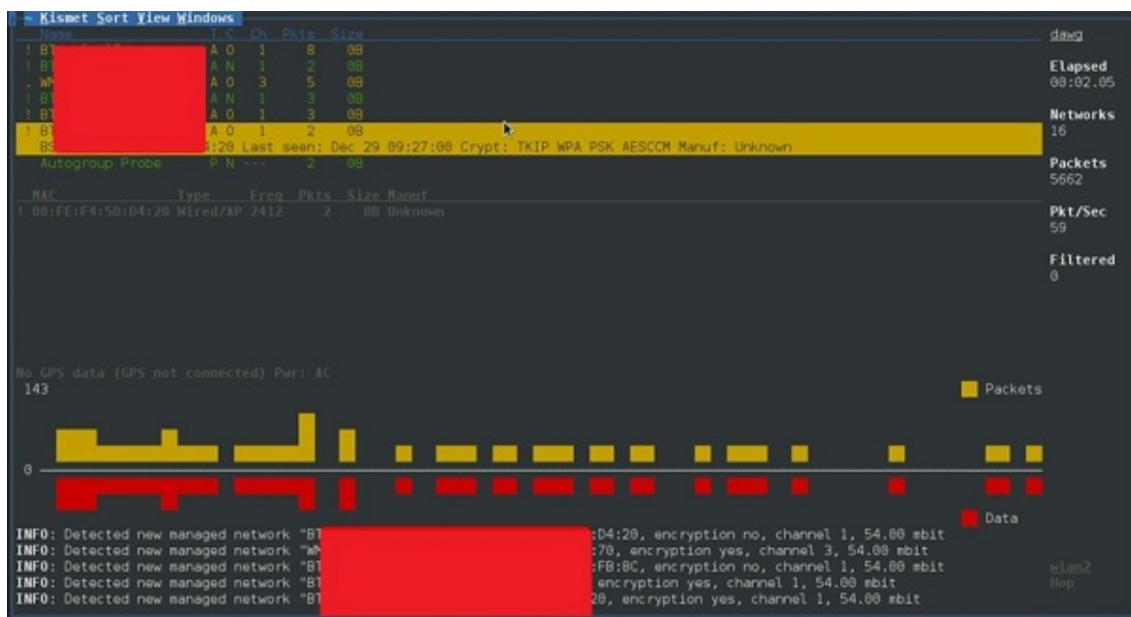 ~ Kismet Sort View Windows
Name T C Ch Pkts Size
! BT A O 1 8 0B
! BT A N 1 2 0B
. WM A O 3 5 0B
! BT A N 1 3 0B
! BT A O 1 3 0B
! BT A O 1 2 0B
BS :20 Last seen: Dec 29 09:27:00 Crypt: TKIP WPA PSK AESCCM Manuf: Unknown
Autogroup Probe P N --- 2 0B
MAC Type Freq Pkts Size Manuf
! 00:FE:F4:5D:D4:20 Wired/AP 2412 2 0B Unknown
dawg
Elapsed
00:02.05
Networks
16
Packets
5662
Pkt/Sec
59
Filtered
0
No GPS data (GPS not connected) Pwr: AC
143
Packets
0
Data
INFO: Detected new managed network "BT :D4:20, encryption no, channel 1, 54.00 mbit
INFO: Detected new managed network "WM :70, encryption yes, channel 3, 54.00 mbit
INFO: Detected new managed network "BT :FB:8C, encryption no, channel 1, 54.00 mbit
INFO: Detected new managed network "BT encryption yes, channel 1, 54.00 mbit
INFO: Detected new managed network "BT 20, encryption yes, channel 1, 54.00 mbit
wlan2
Hop